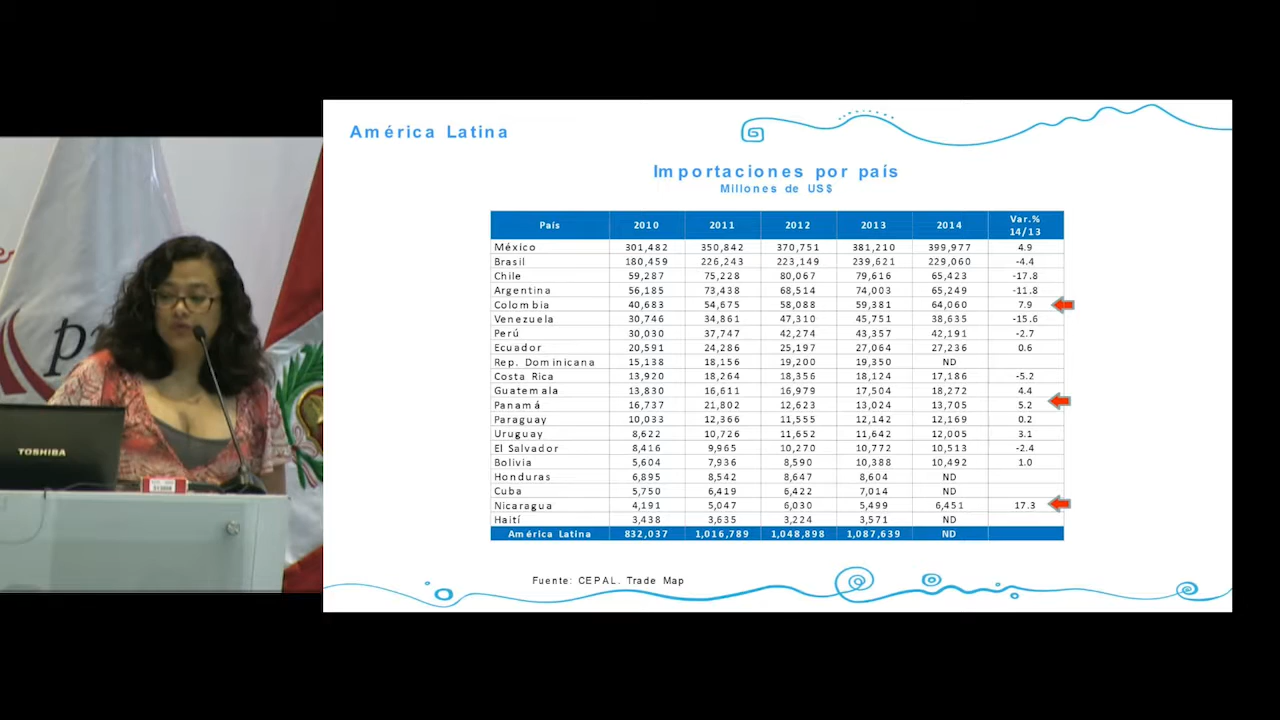 América Latina
Importaciones por país
Millones de US$
País 2010 2011 2012 2013 2014 Var.% 14/13
México 301,482 350,842 370,751 381,210 399,977 4.9
Brasil 180,459 226,243 223,149 239,621 229,060 -4.4
Chile 59,287 75,228 80,067 79,616 65,423 -17.8
Argentina 56,185 73,438 68,514 74,003 65,249 -11.8
Colombia 40,683 54,675 58,088 59,381 64,060 7.9
Venezuela 30,746 34,861 47,310 45,751 38,635 -15.6
Perú 30,030 37,747 42,274 43,357 42,191 -2.7
Ecuador 20,591 24,286 25,197 27,064 27,236 0.6
Rep. Dominicana 15,138 18,156 19,200 19,350 ND
Costa Rica 13,920 18,264 18,356 18,124 17,186 -5.2
Guatemala 13,830 16,611 16,979 17,504 18,272 4.4
Panamá 16,737 21,802 12,623 13,024 13,705 5.2
Paraguay 10,033 12,366 11,555 12,142 12,169 0.2
Uruguay 8,622 10,726 11,652 11,642 12,005 3.1
El Salvador 8,416 9,965 10,270 10,772 10,513 -2.4
Bolivia 5,604 7,936 8,590 10,388 10,492 1.0
Honduras 6,895 8,542 8,647 8,604 ND
Cuba 5,750 6,419 6,422 7,014 ND
Nicaragua 4,191 5,047 6,030 5,499 6,451 17.3
Haití 3,438 3,635 3,224 3,571 ND
América Latina 832,037 1,016,789 1,048,898 1,087,639 ND
Fuente: CEPAL. Trade Map
TOSHIBA